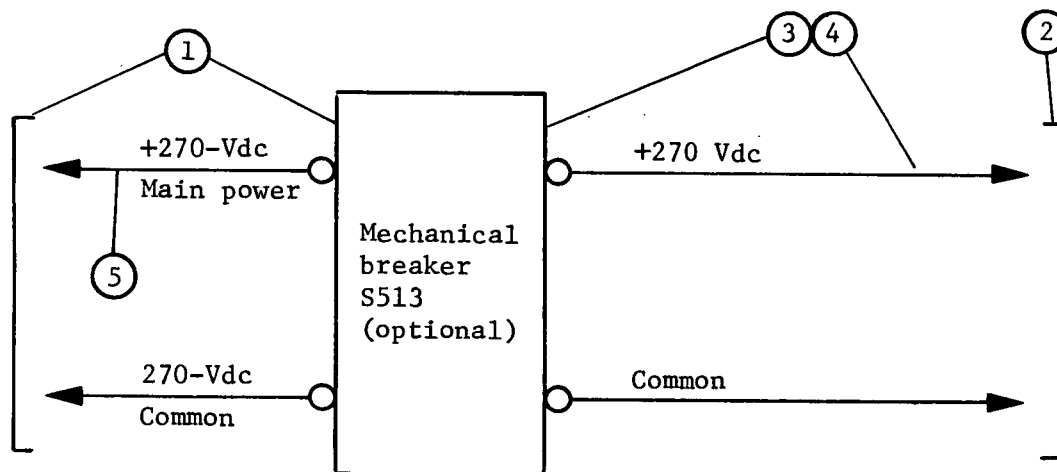 1
3 4
2
+270-Vdc
Main power
+270 Vdc
5
Mechanical
breaker
S513
(optional)
270-Vdc
Common
Common